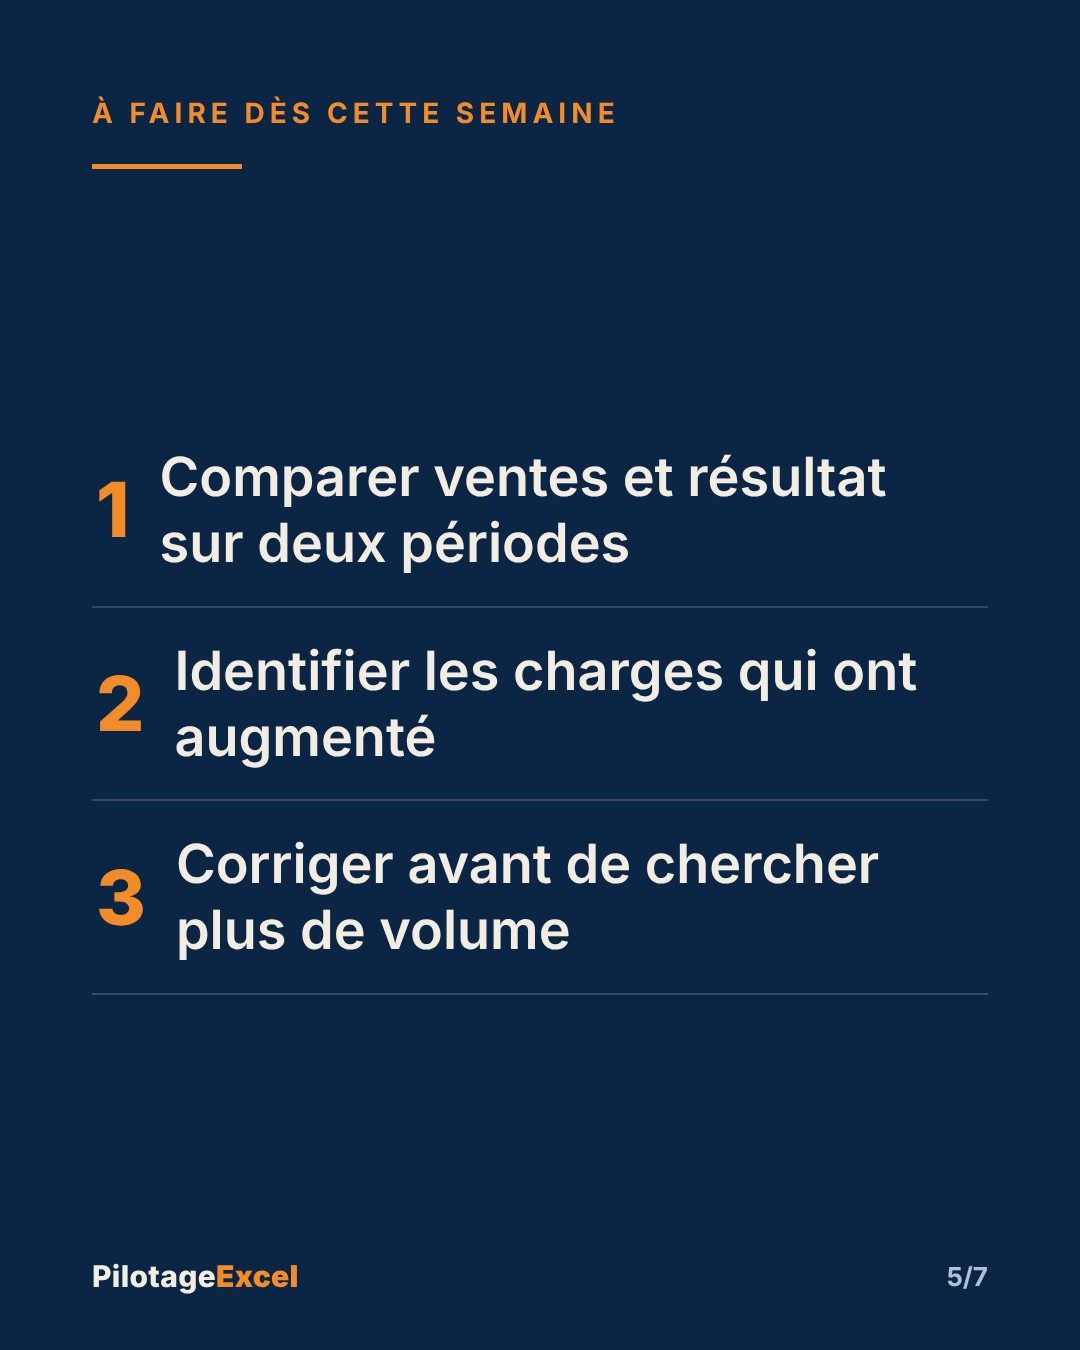 À FAIRE DÈS CETTE SEMAINE
1 Comparer ventes et résultat
sur deux périodes
2 Identifier les charges qui ont
augmenté
3 Corriger avant de chercher
plus de volume
PilotageExcel
5/7